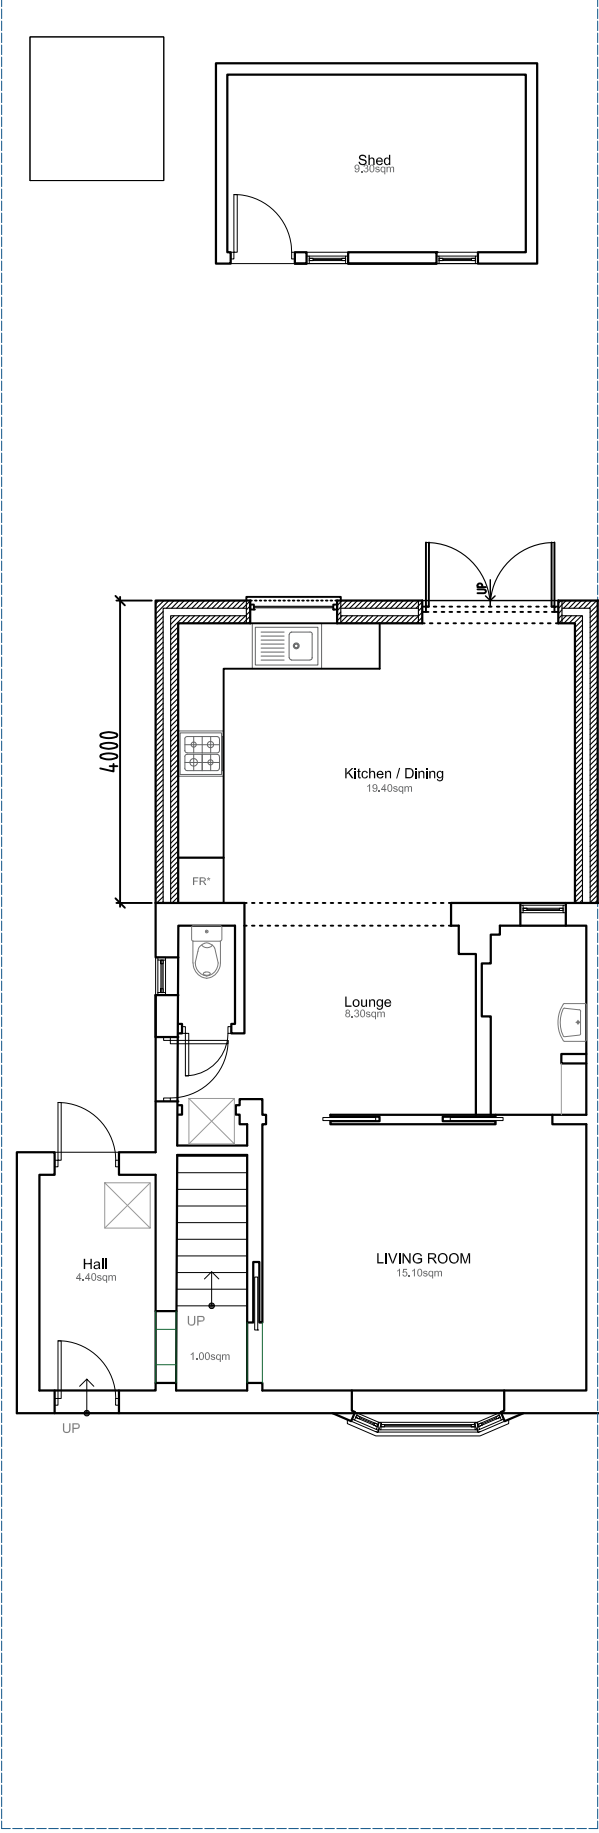 Shed
9.30sqm
UP
4000
Kitchen / Dining
19.40sqm
FR*
Lounge
8.30sqm
Hall
4.40sqm
LIVING ROOM
15.10sqm
UP
1.00sqm
UP